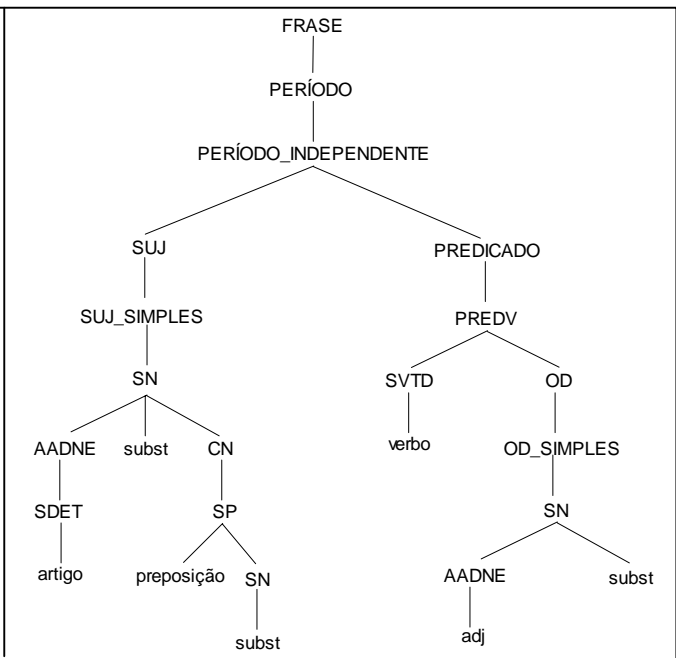 FRASE
PERÍODO
PERÍODO_INDEPENDENTE
SUJ PREDICADO
SUJ_SIMPLES PREDV
SN SVTD OD
AADNE subst CN verbo OD_SIMPLES
SDET SP SN
artigo preposição SN AADNE subst
subst adj